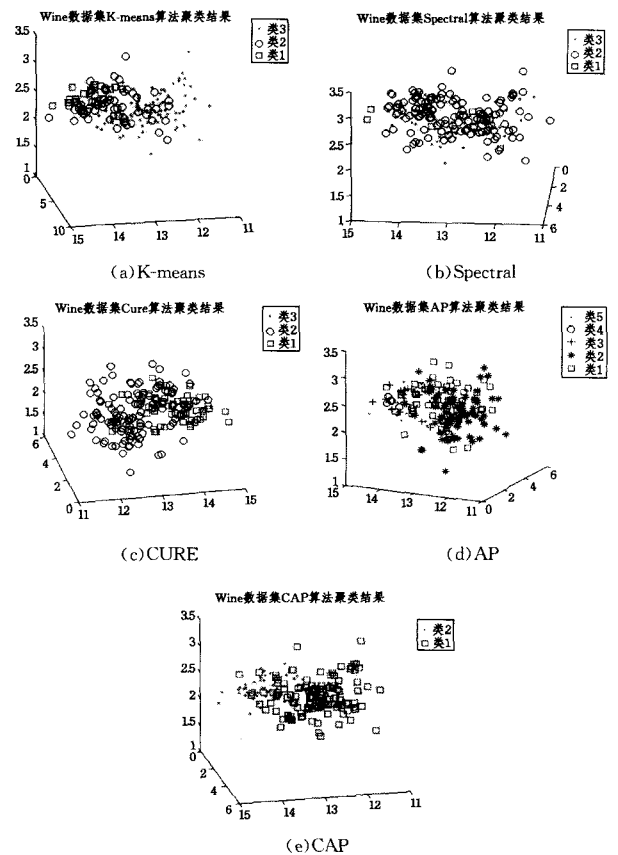 Wine数据集K-means算法聚类结果
类3
类2
类1
3.5
3
2.5
2
1.5
1
0
5
10
15
14
13
12
11
(a)K-means
Wine数据集Spectral算法聚类结果
类3
类2
类1
3.5
3
2.5
2
1.5
1
15
14
13
12
11
0
2
4
6
(b)Spectral
Wine数据集Cure算法聚类结果
类3
类2
类1
3.5
3
2.5
2
1.5
1
6
4
2
0
11
12
13
14
15
(c)CURE
Wine数据集AP算法聚类结果
类5
类4
类3
类2
类1
3.5
3
2.5
2
1.5
1
15
14
13
12
11
0
2
4
6
(d)AP
Wine数据集CAP算法聚类结果
类2
类1
3.5
3
2.5
2
1.5
1
0
2
4
6
15
14
13
12
11
(e)CAP